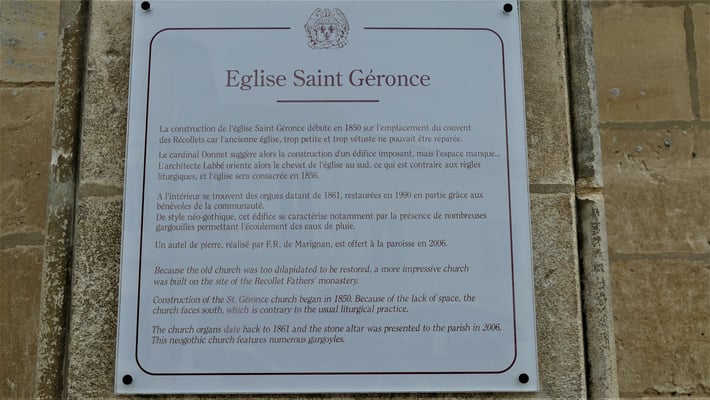 Eglise Saint Géronce
La construction de l'église Saint Géronce débute en 1850 sur l'emplacement du couvent
des Récollets car l'ancienne église, trop petite et trop vétuste ne pouvait être réparée.
Le cardinal Donnet suggère alors la construction d'un édifice imposant, mais l'espace manque...
L'architecte Labbé oriente alors le chevet de l'église au sud, ce qui est contraire aux règles
liturgiques, et l'église sera consacrée en 1856.
A l'intérieur se trouvent des orgues datant de 1861, restaurées en 1990 en partie grâce aux
bénévoles de la communauté.
De style néo-gothique, cet édifice se caractérise notamment par la présence de nombreuses
gargouilles permettant l'écoulement des eaux de pluie.
Un autel de pierre, réalisé par F.R. de Marignan, est offert à la paroisse en 2006.
Because the old church was too dilapidated to be restored, a more impressive church
was built on the site of the Recollet Fathers' monastery.
Construction of the St. Géronce church began in 1850. Because of the lack of space, the
church faces south, which is contrary to the usual liturgical practice.
The church organs date back to 1861 and the stone altar was presented to the parish in 2006.
This neogothic church features numerous gargoyles.